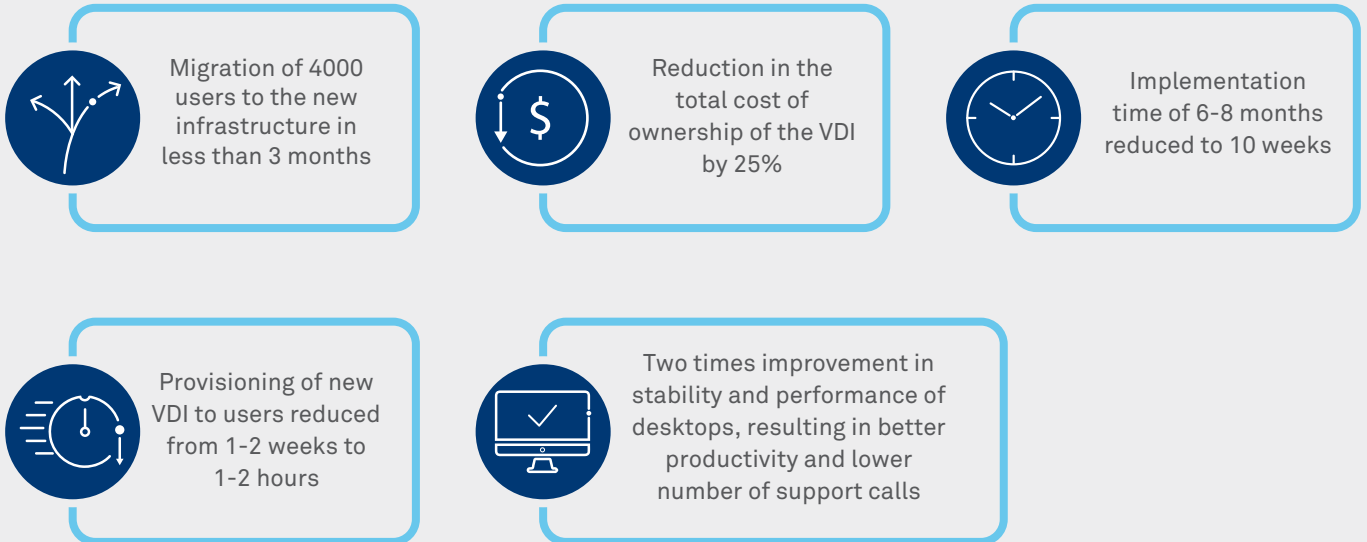 Migration of 4000
users to the new
infrastructure in
less than 3 months
Reduction in the
total cost of
ownership of the VDI
by 25%
Implementation
time of 6-8 months
reduced to 10 weeks
Provisioning of new
VDI to users reduced
from 1-2 weeks to
1-2 hours
Two times improvement in
stability and performance of
desktops, resulting in better
productivity and lower
number of support calls